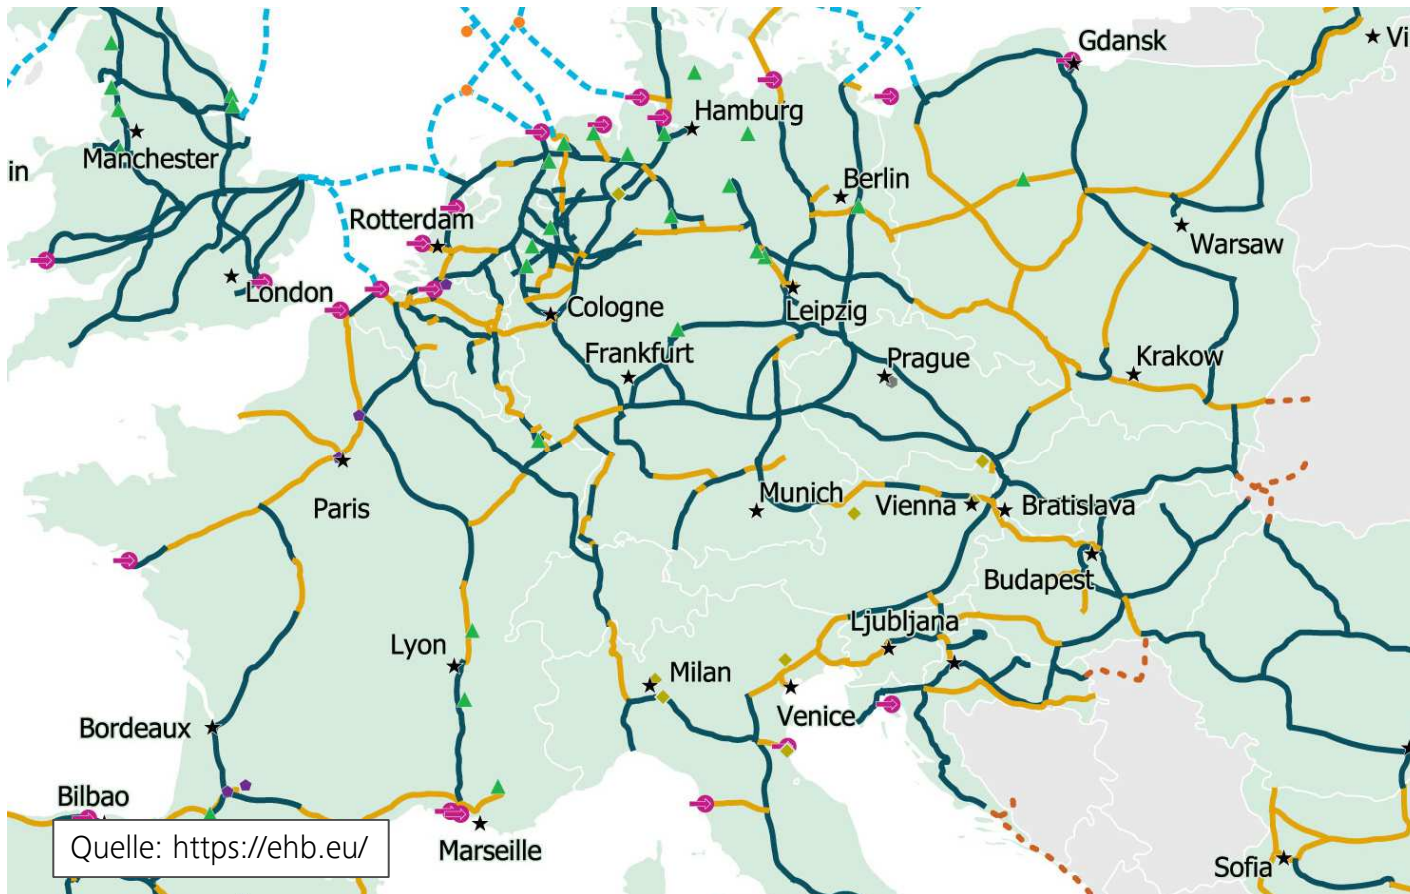 Gdansk
Vi
Hamburg
Manchester
in
Berlin
Rotterdam
Warsaw
London
Cologne
Leipzig
Frankfurt
Prague
Krakow
Paris
Munich
Vienna
Bratislava
Budapest
Ljubljana
Lyon
Milan
Venice
Bordeaux
Bilbao
Quelle: https://ehb.eu/
Marseille
Sofia